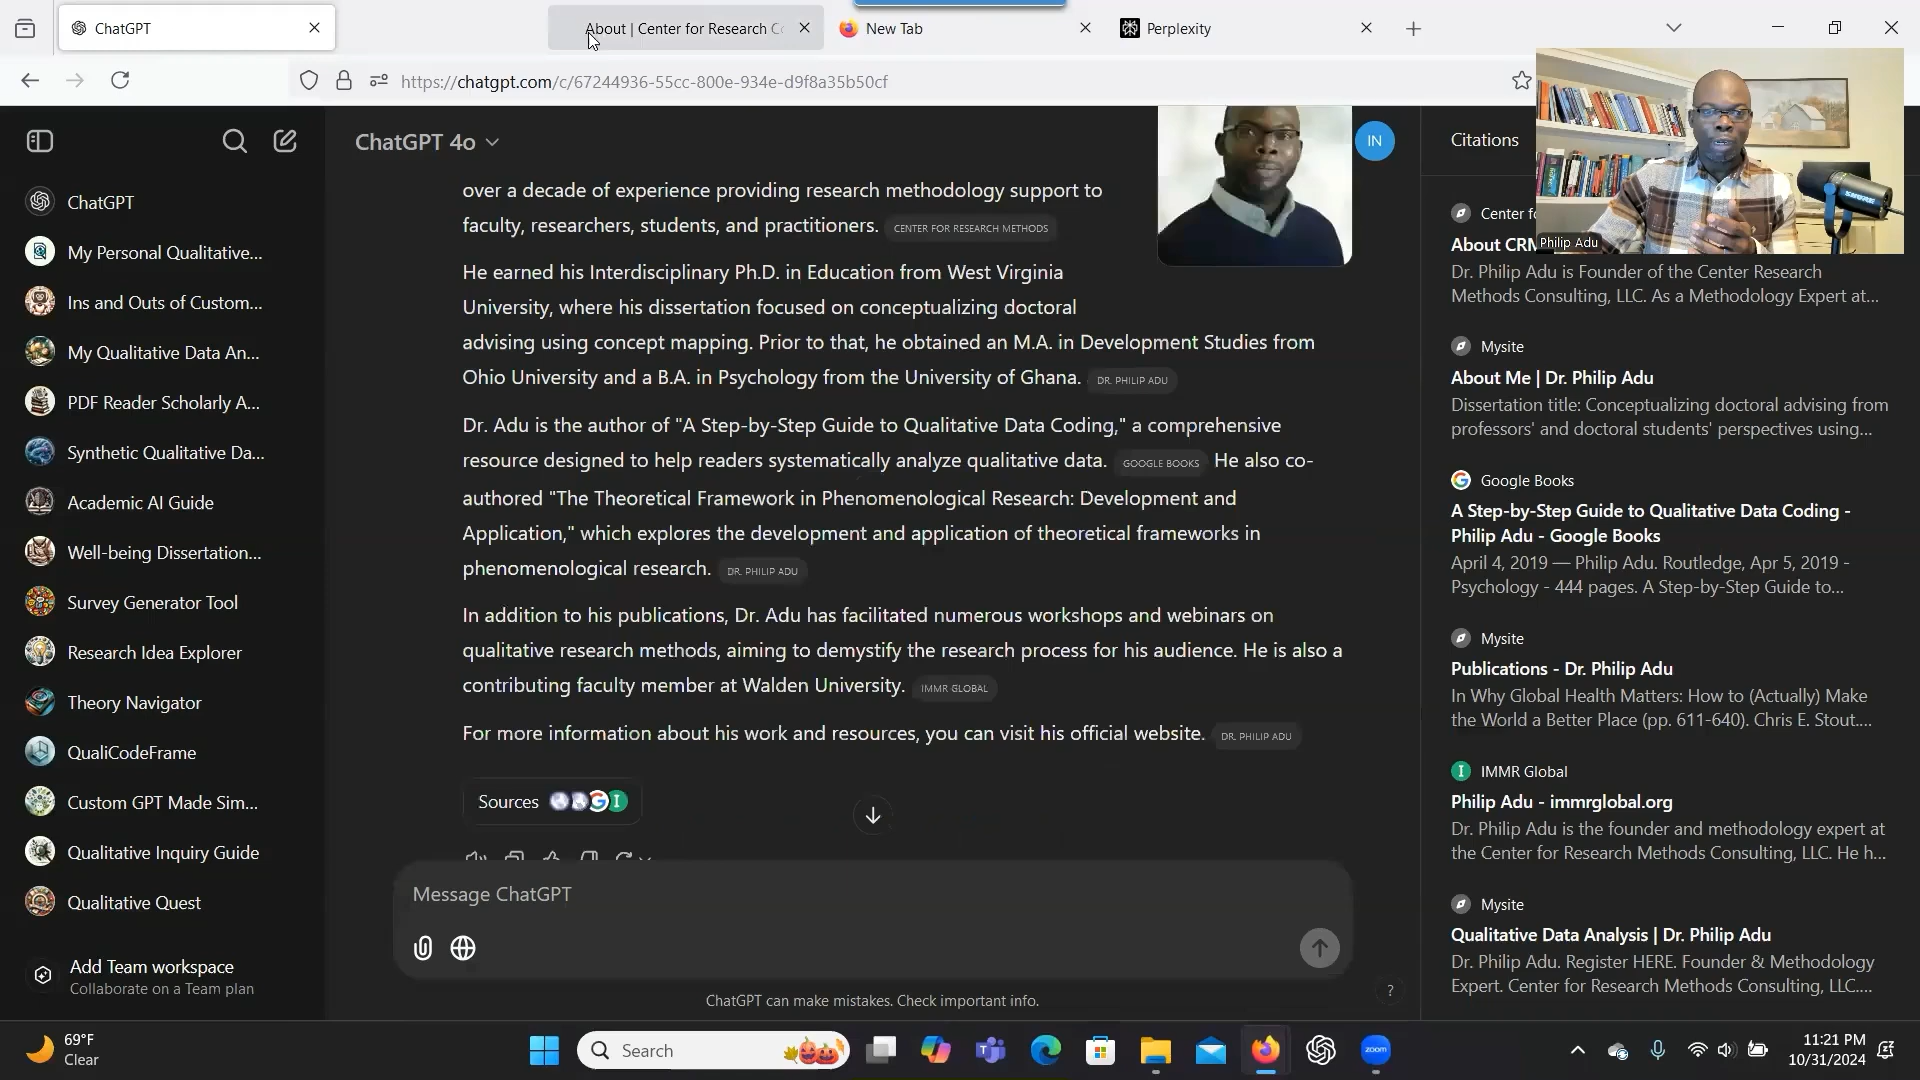 ChatGPT
About | Center for Research C
New Tab
Perplexity
https://chatgpt.com/c/67244936-55cc-800e-934e-d9f8a35b50cf
ChatGPT
My Personal Qualitative...
Ins and Outs of Custom...
My Qualitative Data An...
PDF Reader Scholarly A...
Synthetic Qualitative Da...
Academic AI Guide
Well-being Dissertation...
Survey Generator Tool
Research Idea Explorer
Theory Navigator
QualiCodeFrame
Custom GPT Made Sim...
Qualitative Inquiry Guide
Qualitative Quest
Add Team workspace
Collaborate on a Team plan
ChatGPT 4o
IN
over a decade of experience providing research methodology support to
faculty, researchers, students, and practitioners. CENTER FOR RESEARCH METHODS
He earned his Interdisciplinary Ph.D. in Education from West Virginia
University, where his dissertation focused on conceptualizing doctoral
advising using concept mapping. Prior to that, he obtained an M.A. in Development Studies from
Ohio University and a B.A. in Psychology from the University of Ghana. DR. PHILIP ADU
Dr. Adu is the author of "A Step-by-Step Guide to Qualitative Data Coding," a comprehensive
resource designed to help readers systematically analyze qualitative data. GOOGLE BOOKS He also co-
authored "The Theoretical Framework in Phenomenological Research: Development and
Application," which explores the development and application of theoretical frameworks in
phenomenological research. DR. PHILIP ADU
In addition to his publications, Dr. Adu has facilitated numerous workshops and webinars on
qualitative research methods, aiming to demystify the research process for his audience. He is also a
contributing faculty member at Walden University. IMMR GLOBAL
For more information about his work and resources, you can visit his official website. DR. PHILIP ADU
Sources
Message ChatGPT
ChatGPT can make mistakes. Check important info.
?
Citations
Philip Adu
Center fo
About CRM
Dr. Philip Adu is Founder of the Center Research
Methods Consulting, LLC. As a Methodology Expert at...
Mysite
About Me | Dr. Philip Adu
Dissertation title: Conceptualizing doctoral advising from
professors' and doctoral students' perspectives using...
Google Books
A Step-by-Step Guide to Qualitative Data Coding -
Philip Adu - Google Books
April 4, 2019 — Philip Adu. Routledge, Apr 5, 2019 -
Psychology - 444 pages. A Step-by-Step Guide to...
Mysite
Publications - Dr. Philip Adu
In Why Global Health Matters: How to (Actually) Make
the World a Better Place (pp. 611-640). Chris E. Stout....
IMMR Global
Philip Adu - immrglobal.org
Dr. Philip Adu is the founder and methodology expert at
the Center for Research Methods Consulting, LLC. He h...
Mysite
Qualitative Data Analysis | Dr. Philip Adu
Dr. Philip Adu. Register HERE. Founder & Methodology
Expert. Center for Research Methods Consulting, LLC....
69°F
Clear
Search
zoom
11:21 PM
10/31/2024